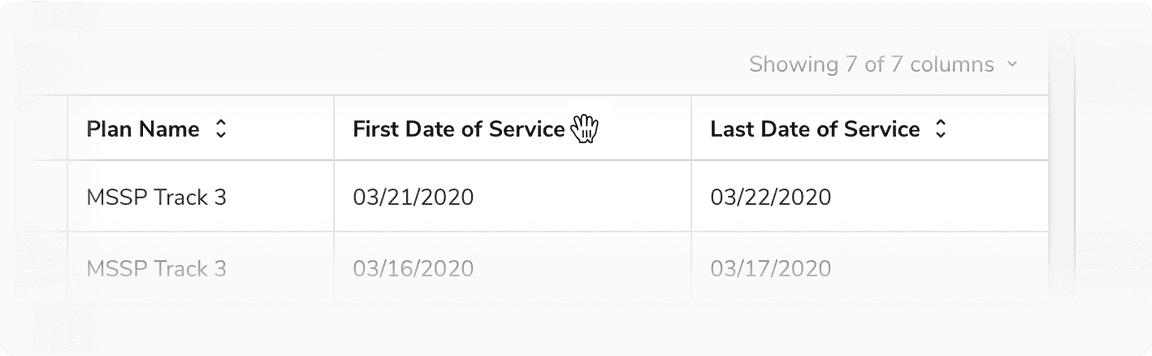 Showing 7 of 7 columns
Plan Name First Date of Service Last Date of Service
MSSP Track 3 03/21/2020 03/22/2020
MSSP Track 3 03/16/2020 03/17/2020